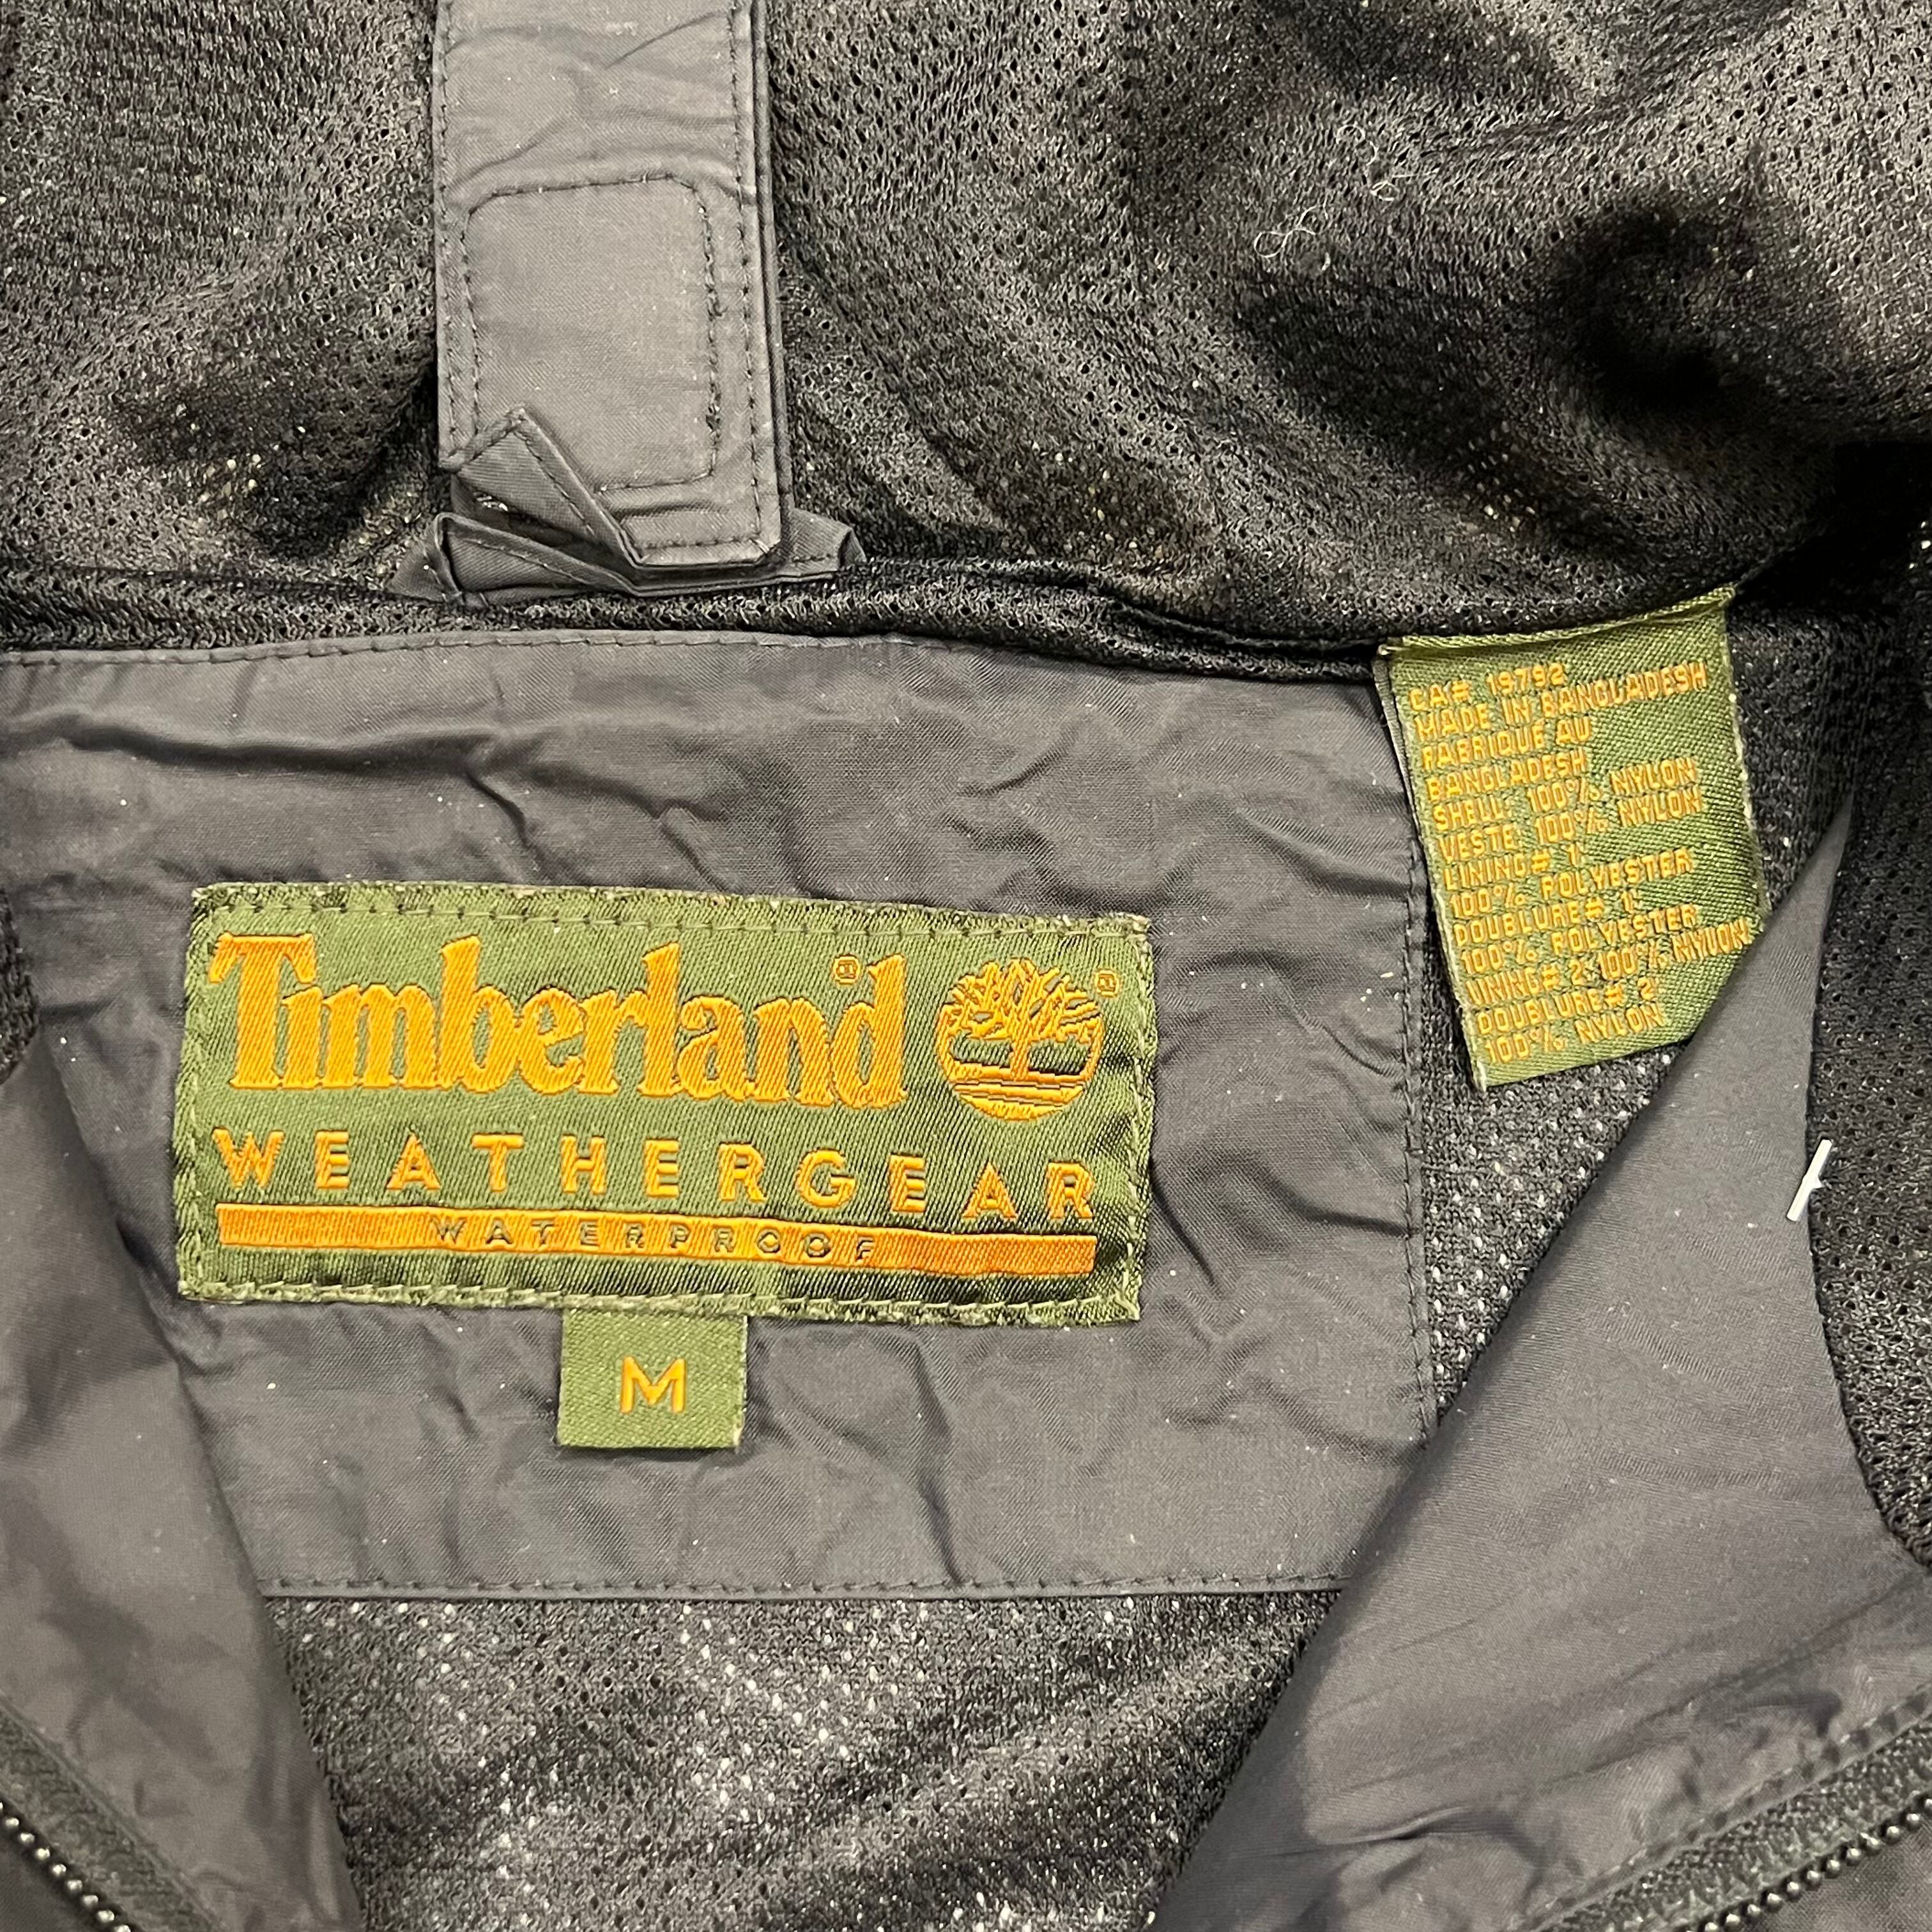 Timberland®
®
WEATHERGEAR
WATERPROOF
M
CA# 19792
MADE IN BANGLADESH
FABRIQUE AU
BANGLADESH
SHELL: 100% NYLON
VESTE: 100% NYLON
LINING# 1:
100% POLYESTER
DOUBLURE# 1:
100% POLYESTER
LINING# 2: 100% NYLON
DOUBLURE# 2:
100% NYLON